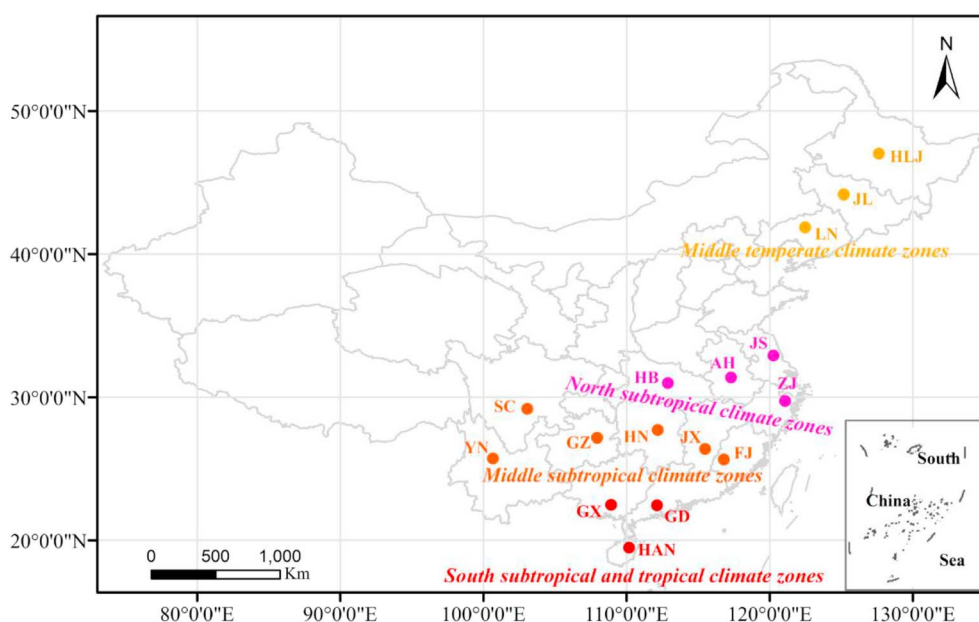 N
50°0'0"N
HLJ
JL
LN
40°0'0"N
Middle temperate climate zones
JS
AH
HB
ZJ
30°0'0"N
North subtropical climate zones
SC
HN
JX
GZ
FJ
YN
Middle subtropical climate zones
South
GX
GD
China
20°0'0"N
HAN
0 500 1,000
Km
Sea
South subtropical and tropical climate zones
80°0'0"E 90°0'0"E 100°0'0"E 110°0'0"E 120°0'0"E 130°0'0"E